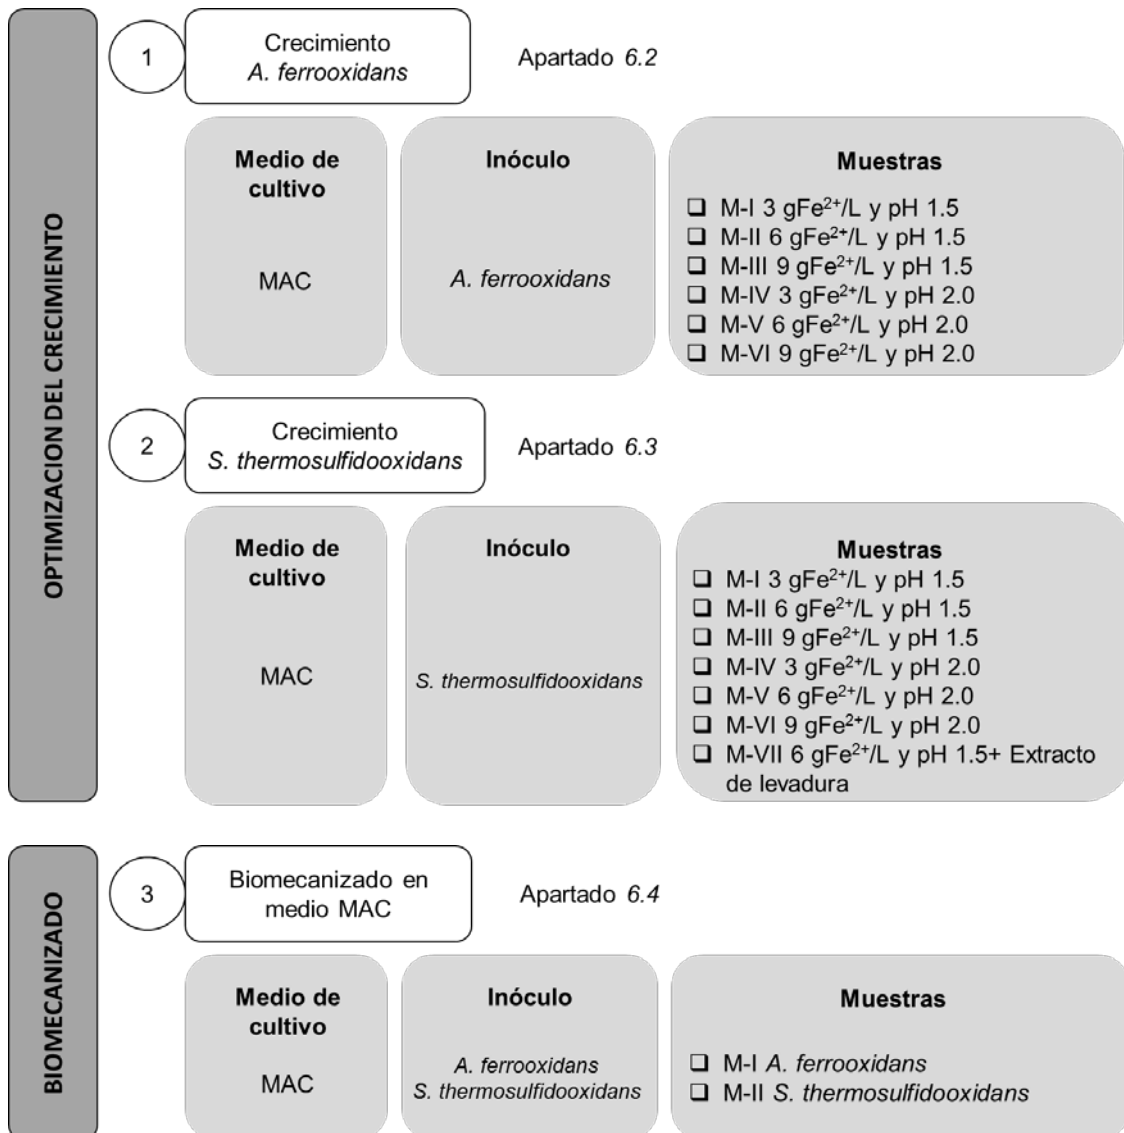 OPTIMIZACION DEL CRECIMIENTO
1
Crecimiento
A. ferrooxidans
Apartado 6.2
Medio de
cultivo
MAC
Inóculo
A. ferrooxidans
Muestras
❑ M-I 3 gFe²⁺/L y pH 1.5
❑ M-II 6 gFe²⁺/L y pH 1.5
❑ M-III 9 gFe²⁺/L y pH 1.5
❑ M-IV 3 gFe²⁺/L y pH 2.0
❑ M-V 6 gFe²⁺/L y pH 2.0
❑ M-VI 9 gFe²⁺/L y pH 2.0
2
Crecimiento
S. thermosulfidooxidans
Apartado 6.3
Medio de
cultivo
MAC
Inóculo
S. thermosulfidooxidans
Muestras
❑ M-I 3 gFe²⁺/L y pH 1.5
❑ M-II 6 gFe²⁺/L y pH 1.5
❑ M-III 9 gFe²⁺/L y pH 1.5
❑ M-IV 3 gFe²⁺/L y pH 2.0
❑ M-V 6 gFe²⁺/L y pH 2.0
❑ M-VI 9 gFe²⁺/L y pH 2.0
❑ M-VII 6 gFe²⁺/L y pH 1.5+ Extracto
de levadura
BIOMECANIZADO
3
Biomecanizado en
medio MAC
Apartado 6.4
Medio de
cultivo
MAC
Inóculo
A. ferrooxidans
S. thermosulfidooxidans
Muestras
❑ M-I A. ferrooxidans
❑ M-II S. thermosulfidooxidans